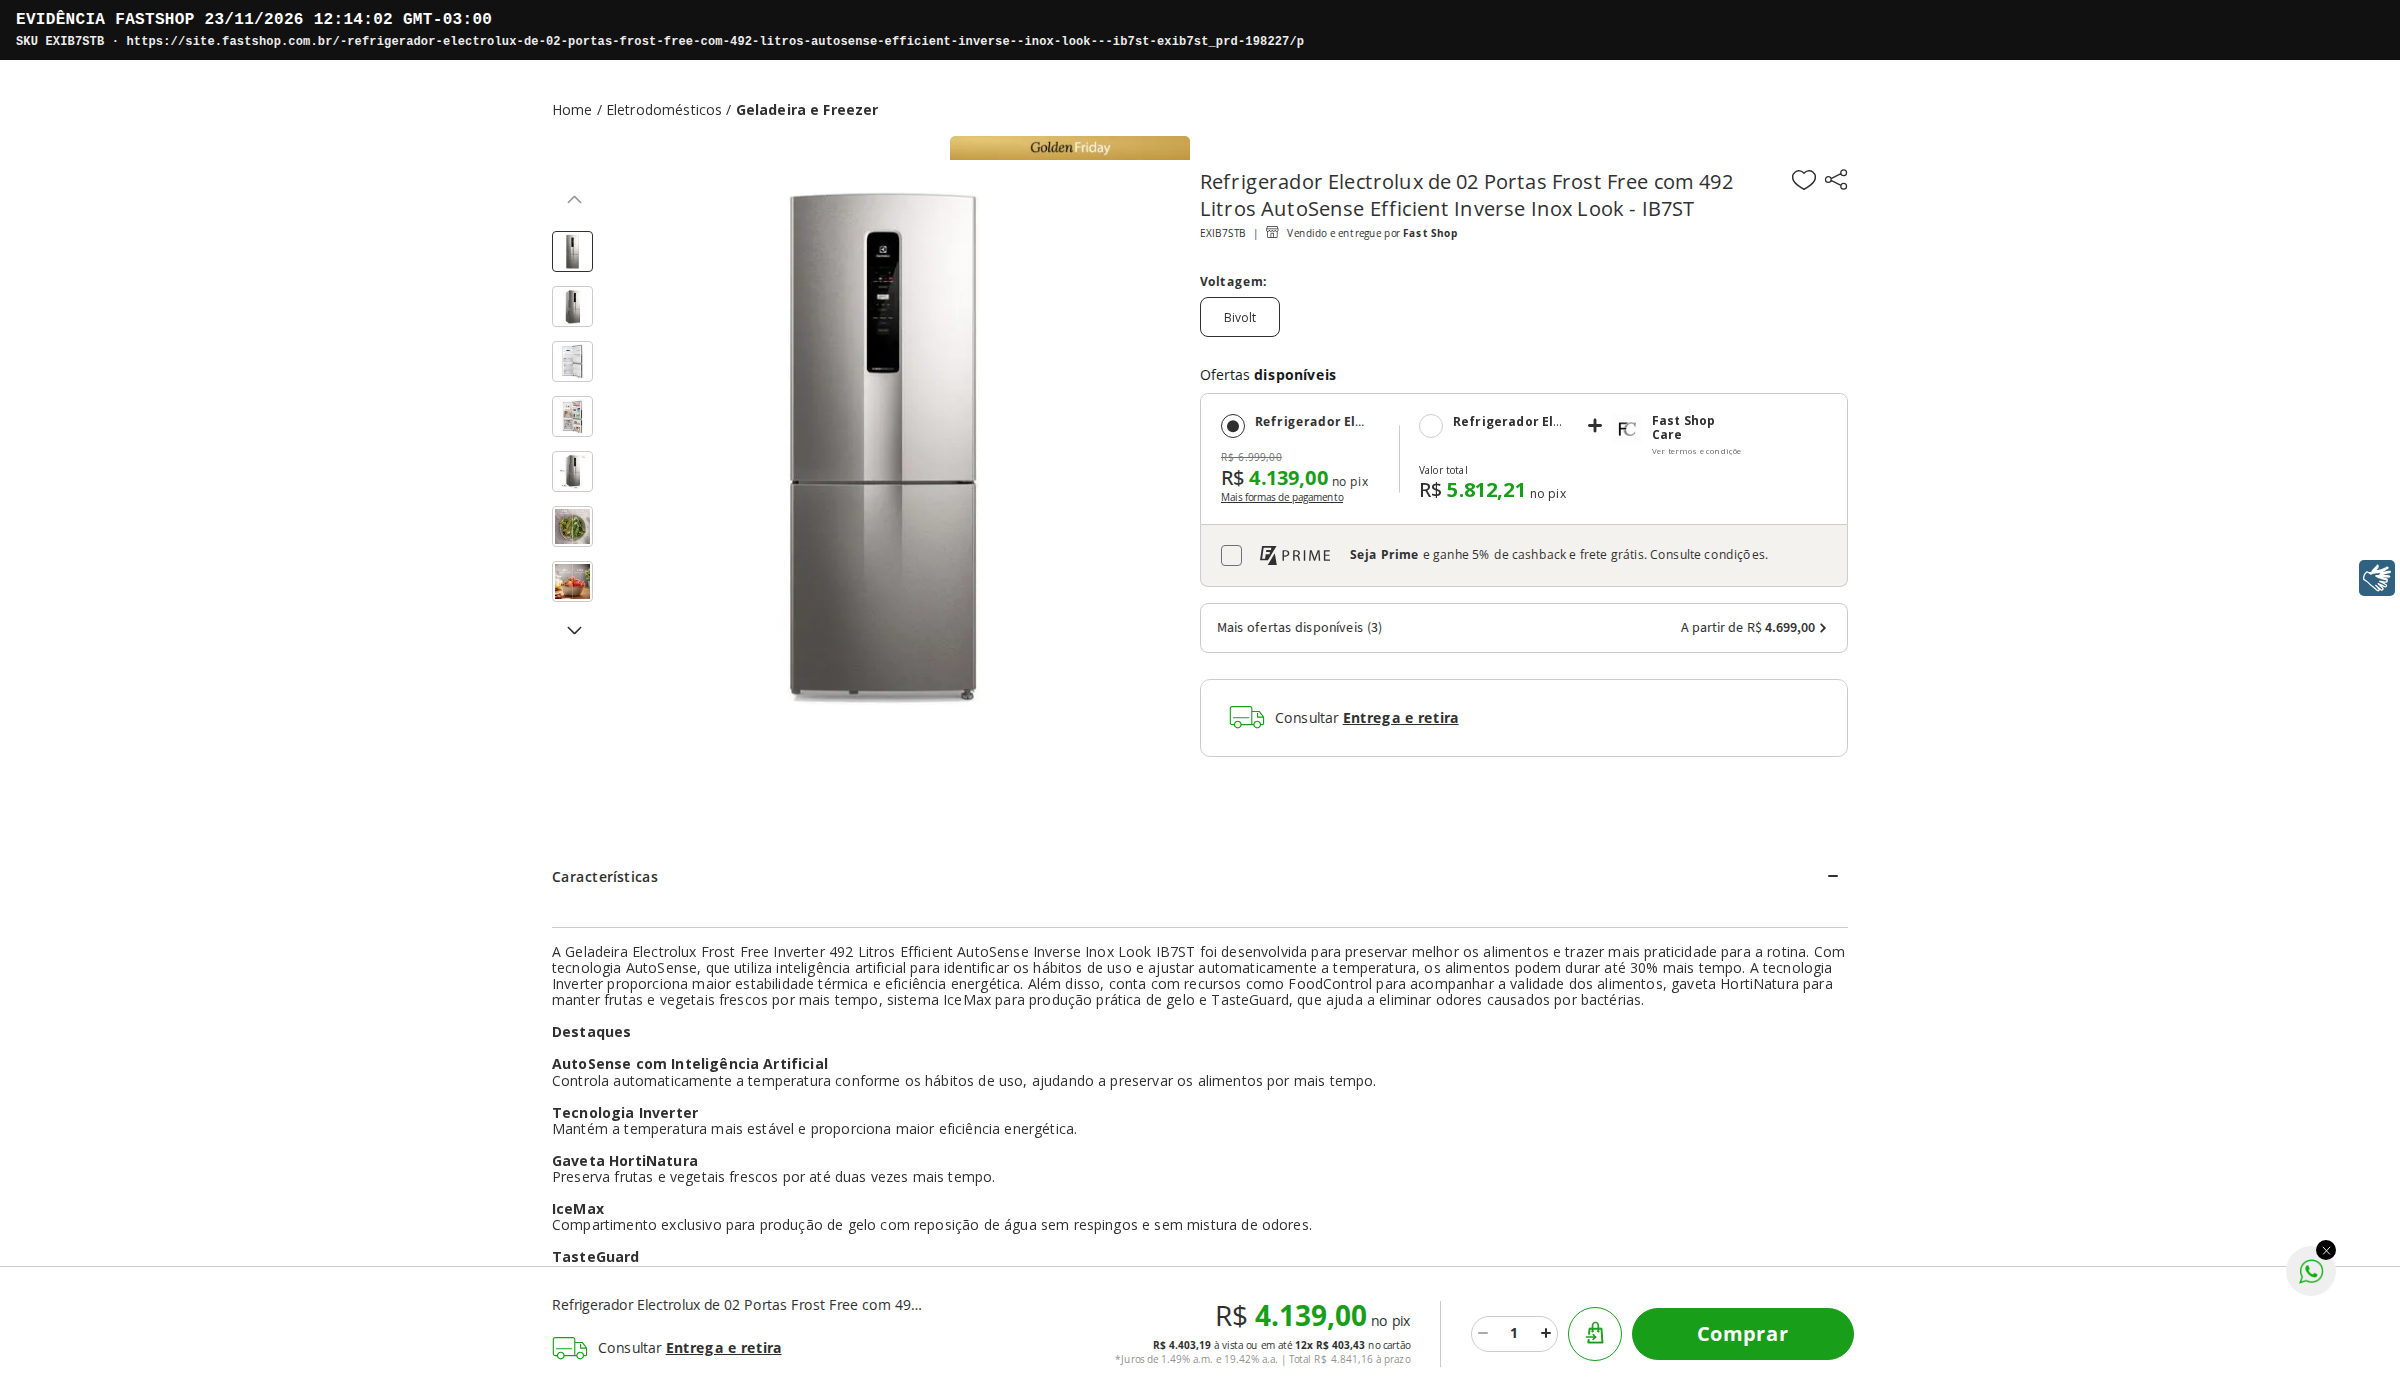 EVIDÊNCIA FASTSHOP 23/11/2026 12:14:02 GMT-03:00
SKU EXIB7STB · https://site.fastshop.com.br/-refrigerador-electrolux-de-02-portas-frost-free-com-492-litros-autosense-efficient-inverse--inox-look---ib7st-exib7st_prd-198227/p
Home / Eletrodomésticos / Geladeira e Freezer
Golden Friday
Refrigerador Electrolux de 02 Portas Frost Free com 492
Litros AutoSense Efficient Inverse Inox Look - IB7ST
EXIB7STB | Vendido e entregue por Fast Shop
Voltagem:
Bivolt
Ofertas disponíveis
Refrigerador El...
R$ 6.999,00
R$ 4.139,00 no pix
Mais formas de pagamento
Refrigerador El...
+
FC
Fast Shop
Care
Ver termos e condiçõe
Valor total
R$ 5.812,21 no pix
PRIME
Seja Prime e ganhe 5% de cashback e frete grátis. Consulte condições.
Mais ofertas disponíveis (3)
A partir de R$ 4.699,00
Consultar Entrega e retira
Características
A Geladeira Electrolux Frost Free Inverter 492 Litros Efficient AutoSense Inverse Inox Look IB7ST foi desenvolvida para preservar melhor os alimentos e trazer mais praticidade para a rotina. Com
tecnologia AutoSense, que utiliza inteligência artificial para identificar os hábitos de uso e ajustar automaticamente a temperatura, os alimentos podem durar até 30% mais tempo. A tecnologia
Inverter proporciona maior estabilidade térmica e eficiência energética. Além disso, conta com recursos como FoodControl para acompanhar a validade dos alimentos, gaveta HortiNatura para
manter frutas e vegetais frescos por mais tempo, sistema IceMax para produção prática de gelo e TasteGuard, que ajuda a eliminar odores causados por bactérias.
Destaques
AutoSense com Inteligência Artificial
Controla automaticamente a temperatura conforme os hábitos de uso, ajudando a preservar os alimentos por mais tempo.
Tecnologia Inverter
Mantém a temperatura mais estável e proporciona maior eficiência energética.
Gaveta HortiNatura
Preserva frutas e vegetais frescos por até duas vezes mais tempo.
IceMax
Compartimento exclusivo para produção de gelo com reposição de água sem respingos e sem mistura de odores.
TasteGuard
Refrigerador Electrolux de 02 Portas Frost Free com 49...
Consultar Entrega e retira
R$ 4.139,00 no pix
R$ 4.403,19 à vista ou em até 12x R$ 403,43 no cartão
*Juros de 1.49% a.m. e 19.42% a.a. | Total R$ 4.841,16 à prazo
− 1 +
Comprar